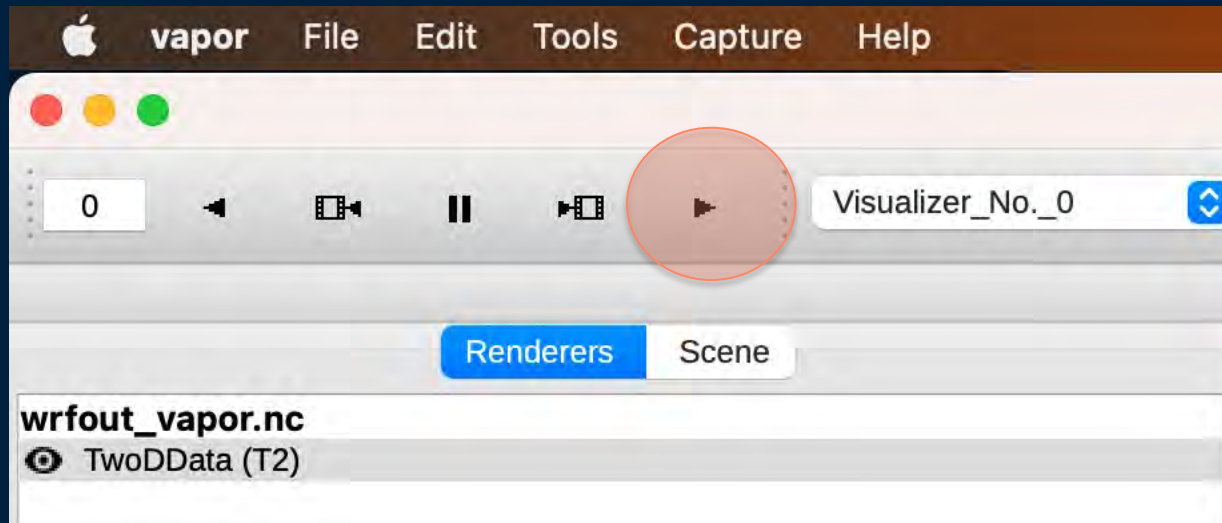 vapor File Edit Tools Capture Help
0 Visualizer_No._0
Renderers Scene
wrfout_vapor.nc
TwoDData (T2)